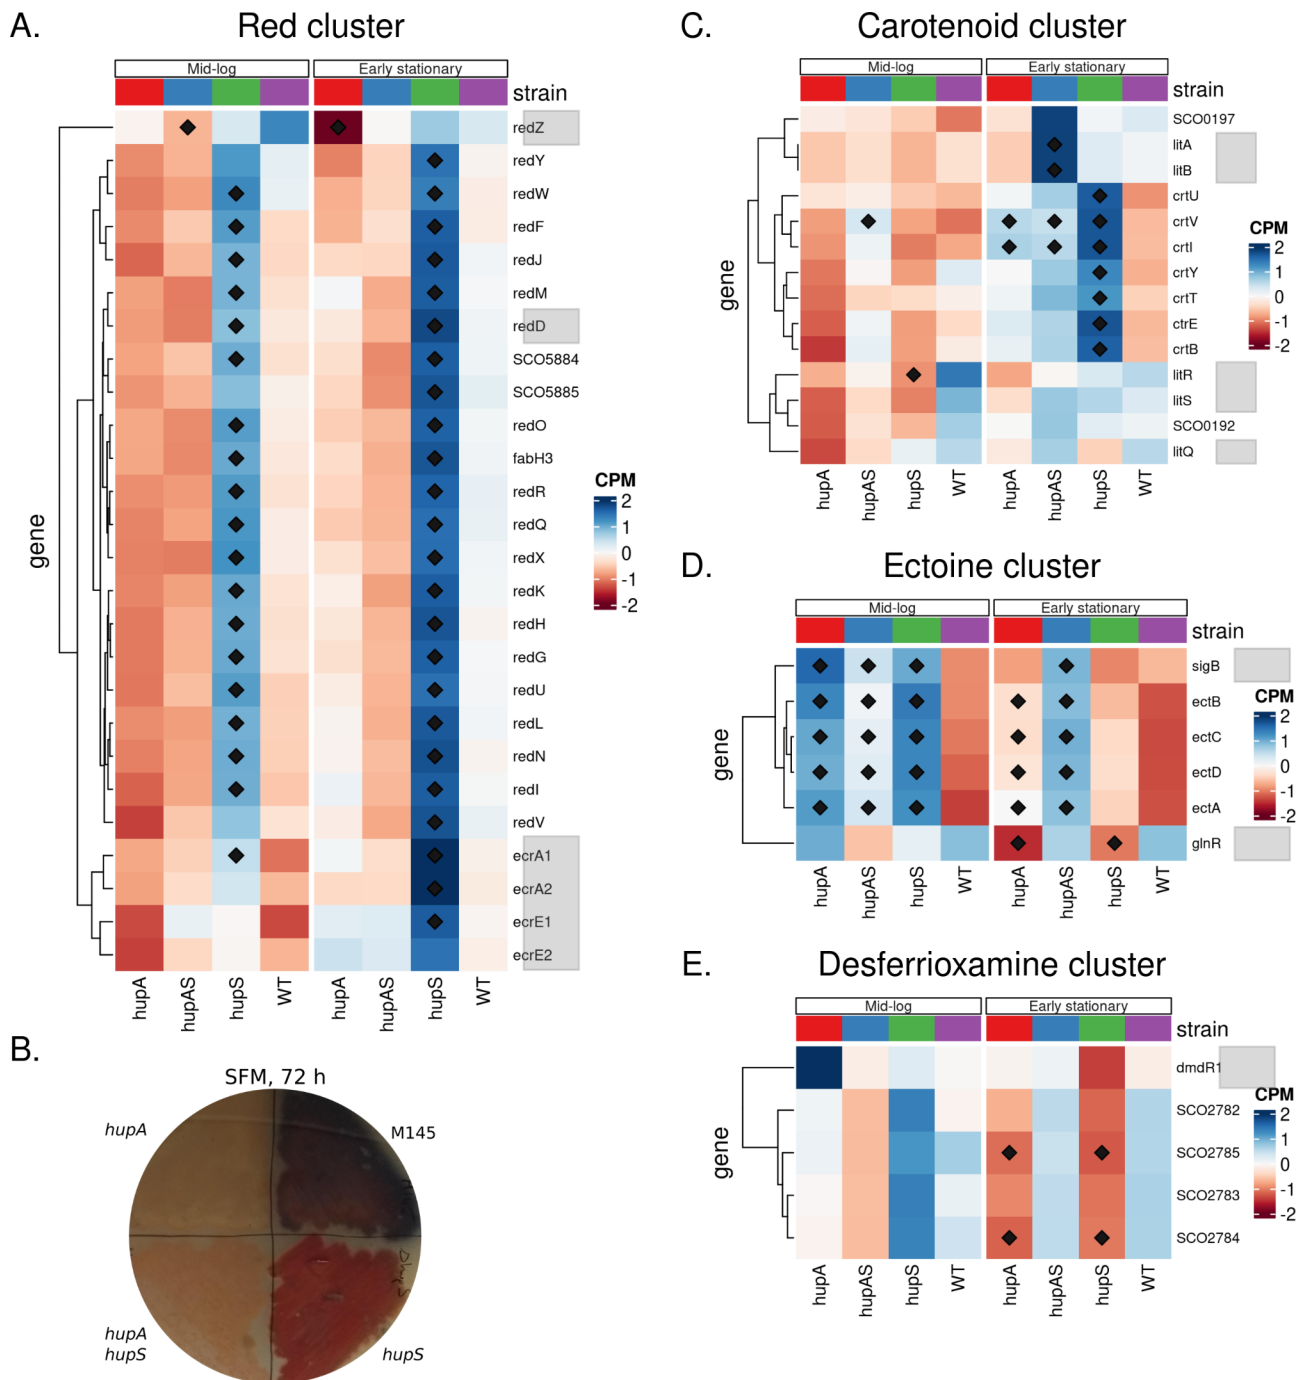 A.
Red cluster
Mid-log
Early stationary
strain
redZ
redY
redW
redF
redJ
redM
redD
SCO5884
SCO5885
redO
fabH3
redR
redQ
redX
redK
redH
redG
redU
redL
redN
redI
redV
ecrA1
ecrA2
ecrE1
ecrE2
gene
hupA
hupAS
hupS
WT
hupA
hupAS
hupS
WT
CPM
2
1
0
-1
-2
B.
SFM, 72 h
hupA
M145
hupA
hupS
hupS
C.
Carotenoid cluster
Mid-log
Early stationary
strain
SCO0197
litA
litB
crtU
crtV
crtI
crtY
crtT
ctrE
crtB
litR
litS
SCO0192
litQ
gene
hupA
hupAS
hupS
WT
hupA
hupAS
hupS
WT
CPM
2
1
0
-1
-2
D.
Ectoine cluster
Mid-log
Early stationary
strain
sigB
ectB
ectC
ectD
ectA
glnR
gene
hupA
hupAS
hupS
WT
hupA
hupAS
hupS
WT
CPM
2
1
0
-1
-2
E.
Desferrioxamine cluster
Mid-log
Early stationary
strain
dmdR1
SCO2782
SCO2785
SCO2783
SCO2784
gene
hupA
hupAS
hupS
WT
hupA
hupAS
hupS
WT
CPM
2
1
0
-1
-2